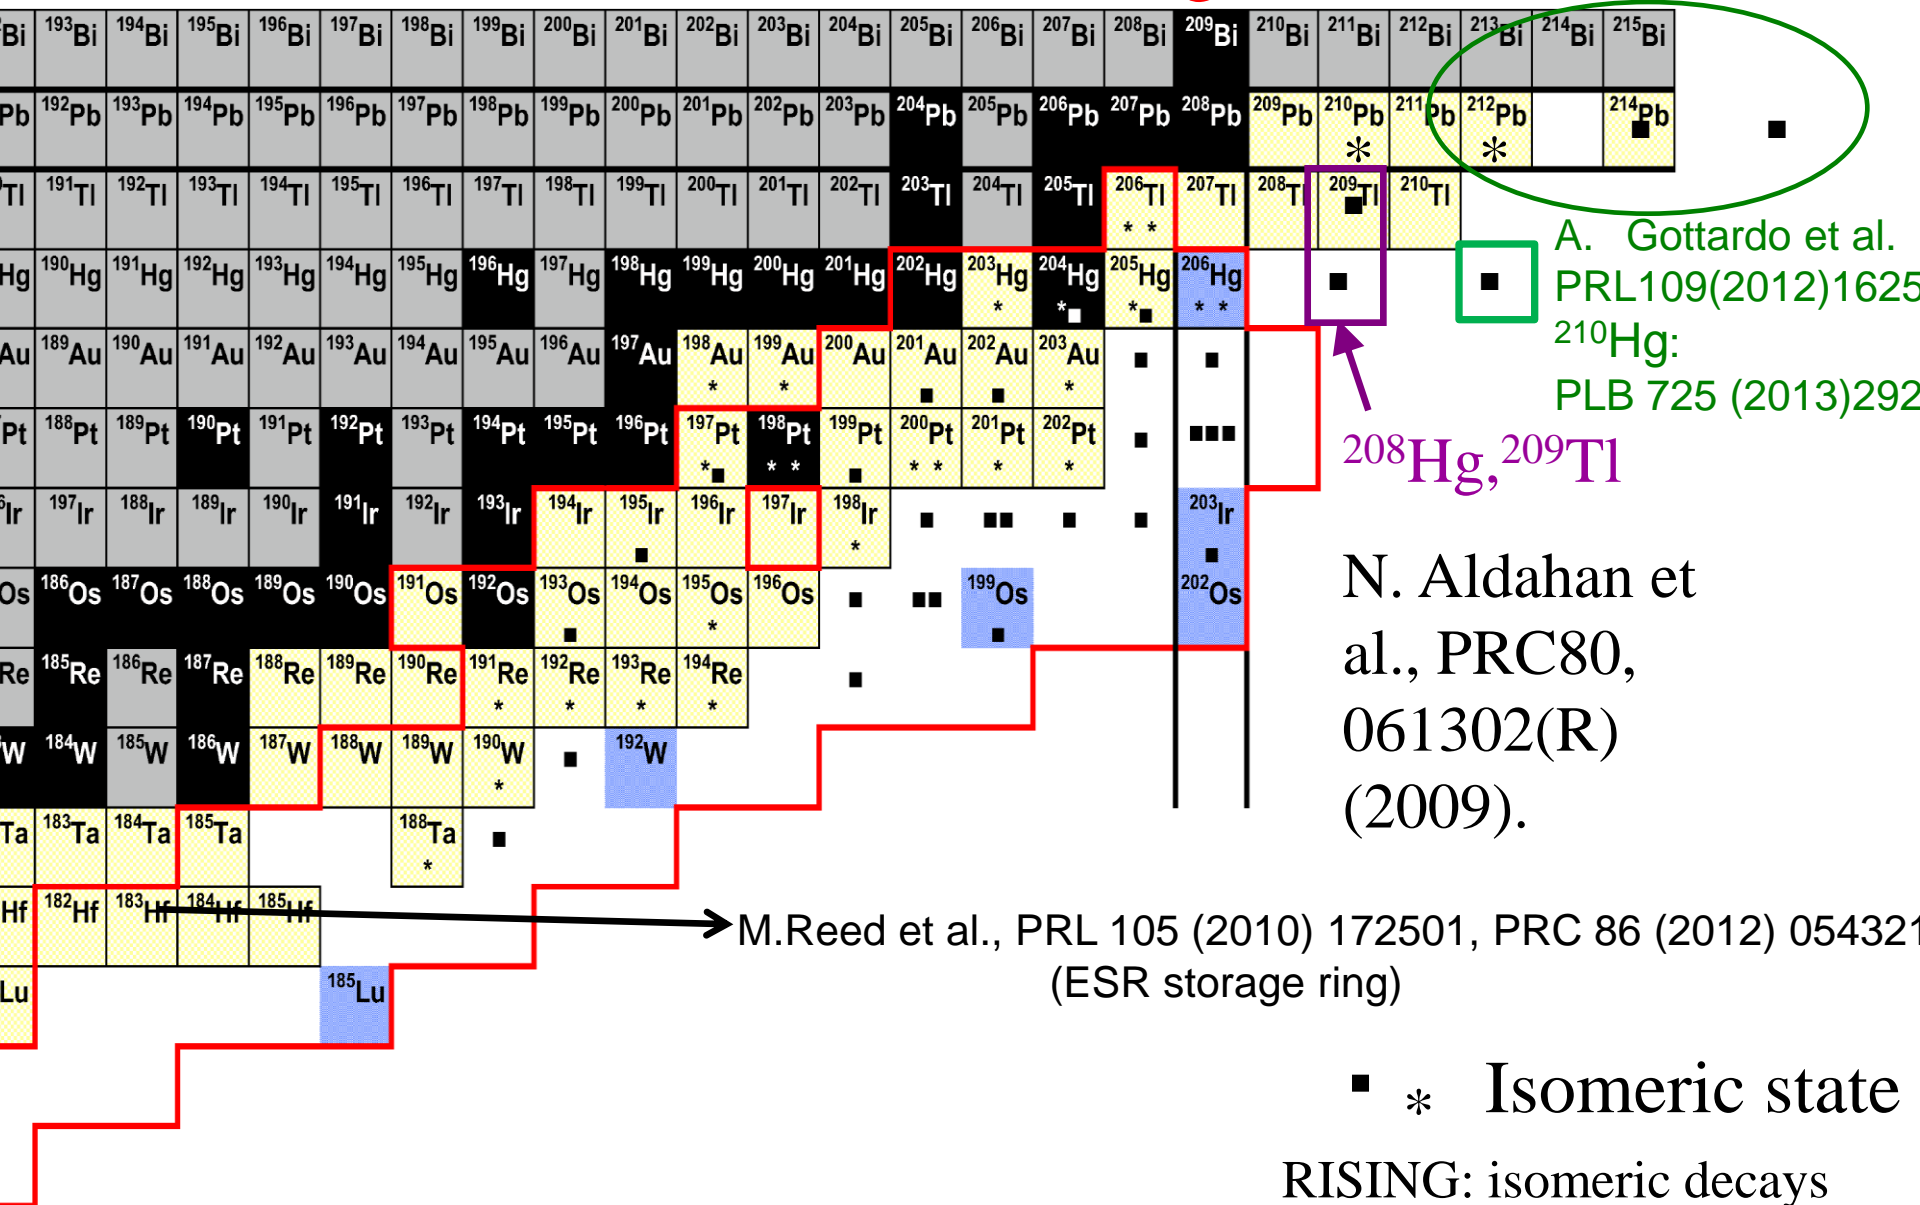 Bi ¹⁹³Bi ¹⁹⁴Bi ¹⁹⁵Bi ¹⁹⁶Bi ¹⁹⁷Bi ¹⁹⁸Bi ¹⁹⁹Bi ²⁰⁰Bi ²⁰¹Bi ²⁰²Bi ²⁰³Bi ²⁰⁴Bi ²⁰⁵Bi ²⁰⁶Bi ²⁰⁷Bi ²⁰⁸Bi ²⁰⁹Bi ²¹⁰Bi ²¹¹Bi ²¹²Bi ²¹³Bi ²¹⁴Bi ²¹⁵Bi
Pb ¹⁹²Pb ¹⁹³Pb ¹⁹⁴Pb ¹⁹⁵Pb ¹⁹⁶Pb ¹⁹⁷Pb ¹⁹⁸Pb ¹⁹⁹Pb ²⁰⁰Pb ²⁰¹Pb ²⁰²Pb ²⁰³Pb ²⁰⁴Pb ²⁰⁵Pb ²⁰⁶Pb ²⁰⁷Pb ²⁰⁸Pb ²⁰⁹Pb ²¹⁰Pb ²¹¹Pb ²¹²Pb ²¹⁴Pb
Tl ¹⁹¹Tl ¹⁹²Tl ¹⁹³Tl ¹⁹⁴Tl ¹⁹⁵Tl ¹⁹⁶Tl ¹⁹⁷Tl ¹⁹⁸Tl ¹⁹⁹Tl ²⁰⁰Tl ²⁰¹Tl ²⁰²Tl ²⁰³Tl ²⁰⁴Tl ²⁰⁵Tl ²⁰⁶Tl ²⁰⁷Tl ²⁰⁸Tl ²⁰⁹Tl ²¹⁰Tl
Hg ¹⁹⁰Hg ¹⁹¹Hg ¹⁹²Hg ¹⁹³Hg ¹⁹⁴Hg ¹⁹⁵Hg ¹⁹⁶Hg ¹⁹⁷Hg ¹⁹⁸Hg ¹⁹⁹Hg ²⁰⁰Hg ²⁰¹Hg ²⁰²Hg ²⁰³Hg ²⁰⁴Hg ²⁰⁵Hg ²⁰⁶Hg
Au ¹⁸⁹Au ¹⁹⁰Au ¹⁹¹Au ¹⁹²Au ¹⁹³Au ¹⁹⁴Au ¹⁹⁵Au ¹⁹⁶Au ¹⁹⁷Au ¹⁹⁸Au ¹⁹⁹Au ²⁰⁰Au ²⁰¹Au ²⁰²Au ²⁰³Au
Pt ¹⁸⁸Pt ¹⁸⁹Pt ¹⁹⁰Pt ¹⁹¹Pt ¹⁹²Pt ¹⁹³Pt ¹⁹⁴Pt ¹⁹⁵Pt ¹⁹⁶Pt ¹⁹⁷Pt ¹⁹⁸Pt ¹⁹⁹Pt ²⁰⁰Pt ²⁰¹Pt ²⁰²Pt
Ir ¹⁹⁷Ir ¹⁸⁸Ir ¹⁸⁹Ir ¹⁹⁰Ir ¹⁹¹Ir ¹⁹²Ir ¹⁹³Ir ¹⁹⁴Ir ¹⁹⁵Ir ¹⁹⁶Ir ¹⁹⁷Ir ¹⁹⁸Ir ²⁰³Ir
Os ¹⁸⁶Os ¹⁸⁷Os ¹⁸⁸Os ¹⁸⁹Os ¹⁹⁰Os ¹⁹¹Os ¹⁹²Os ¹⁹³Os ¹⁹⁴Os ¹⁹⁵Os ¹⁹⁶Os ¹⁹⁹Os ²⁰²Os
Re ¹⁸⁵Re ¹⁸⁶Re ¹⁸⁷Re ¹⁸⁸Re ¹⁸⁹Re ¹⁹⁰Re ¹⁹¹Re ¹⁹²Re ¹⁹³Re ¹⁹⁴Re
W ¹⁸⁴W ¹⁸⁵W ¹⁸⁶W ¹⁸⁷W ¹⁸⁸W ¹⁸⁹W ¹⁹⁰W ¹⁹²W
Ta ¹⁸³Ta ¹⁸⁴Ta ¹⁸⁵Ta ¹⁸⁸Ta
Hf ¹⁸²Hf ¹⁸³Hf ¹⁸⁴Hf ¹⁸⁵Hf
Lu ¹⁸⁵Lu
A. Gottardo et al.
PRL109(2012)1625
²¹⁰Hg:
PLB 725 (2013)292
²⁰⁸Hg,²⁰⁹Tl
N. Aldahan et
al., PRC80,
061302(R)
(2009).
M.Reed et al., PRL 105 (2010) 172501, PRC 86 (2012) 054321
(ESR storage ring)
▪ * Isomeric state
RISING: isomeric decays